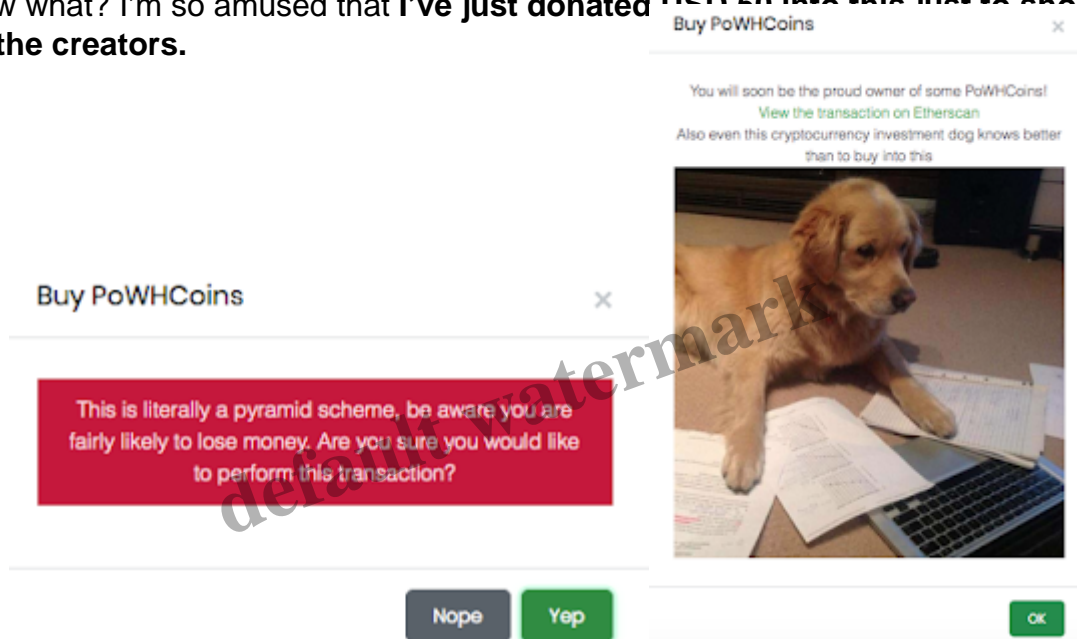 w what? I'm so amused that I've just donated
the creators.
Buy PoWHCoins
You will soon be the proud owner of some PoWHCoins!
View the transaction on Etherscan
Also even this cryptocurrency investment dog knows better
than to buy into this
Buy PoWHCoins
This is literally a pyramid scheme, be aware you are
fairly likely to lose money. Are you sure you would like
to perform this transaction?
default watermark
Nope Yep
OK